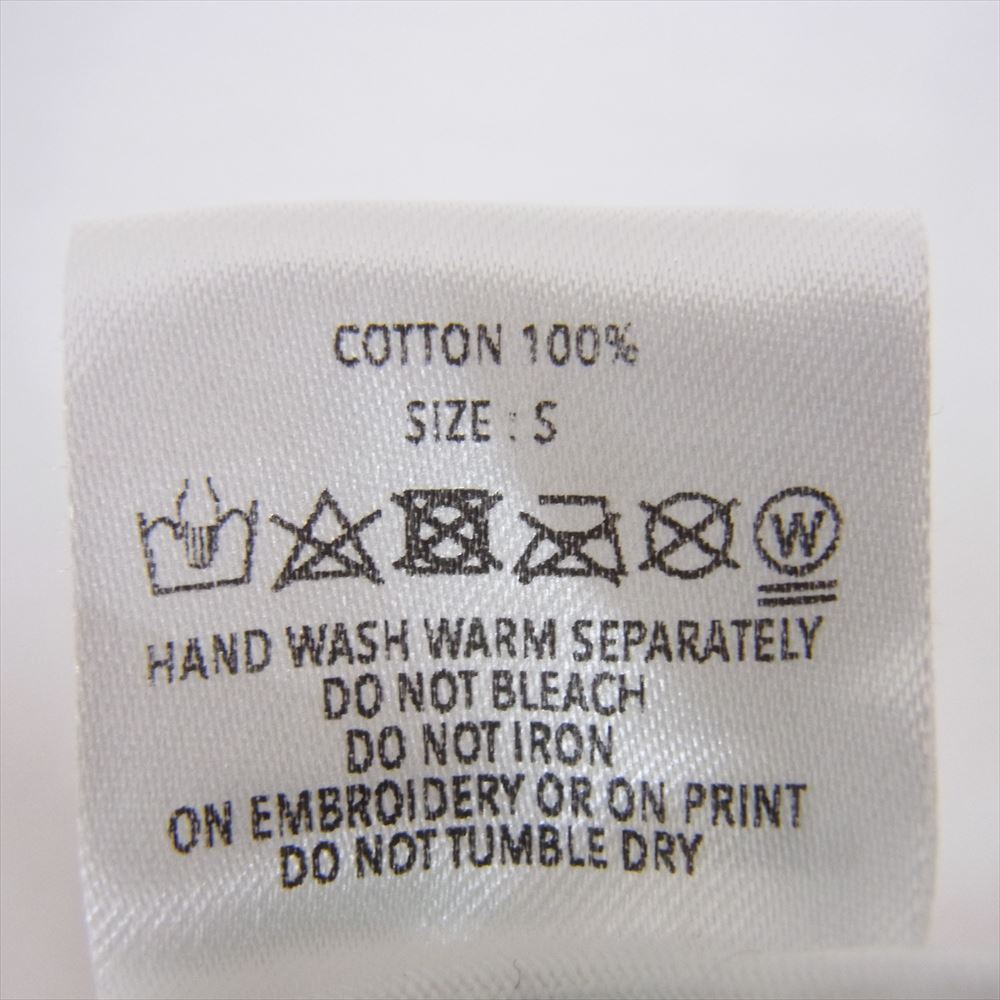 COTTON 100%
SIZE : S
W
HAND WASH WARM SEPARATELY
DO NOT BLEACH
DO NOT IRON
ON EMBROIDERY OR ON PRINT
DO NOT TUMBLE DRY